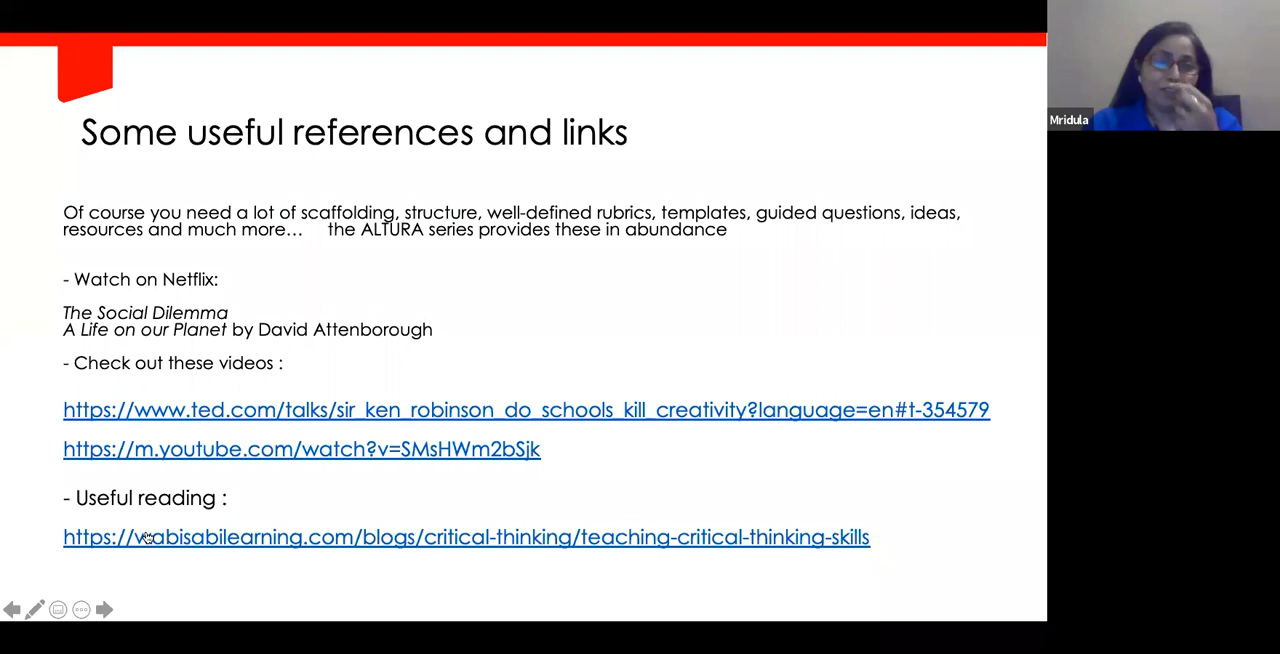 Mridula
Some useful references and links
Of course you need a lot of scaffolding, structure, well-defined rubrics, templates, guided questions, ideas,
resources and much more… the ALTURA series provides these in abundance
- Watch on Netflix:
The Social Dilemma
A Life on our Planet by David Attenborough
- Check out these videos :
https://www.ted.com/talks/sir_ken_robinson_do_schools_kill_creativity?language=en#t-354579
https://m.youtube.com/watch?v=SMsHWm2bSjk
- Useful reading :
https://wabisabilearning.com/blogs/critical-thinking/teaching-critical-thinking-skills